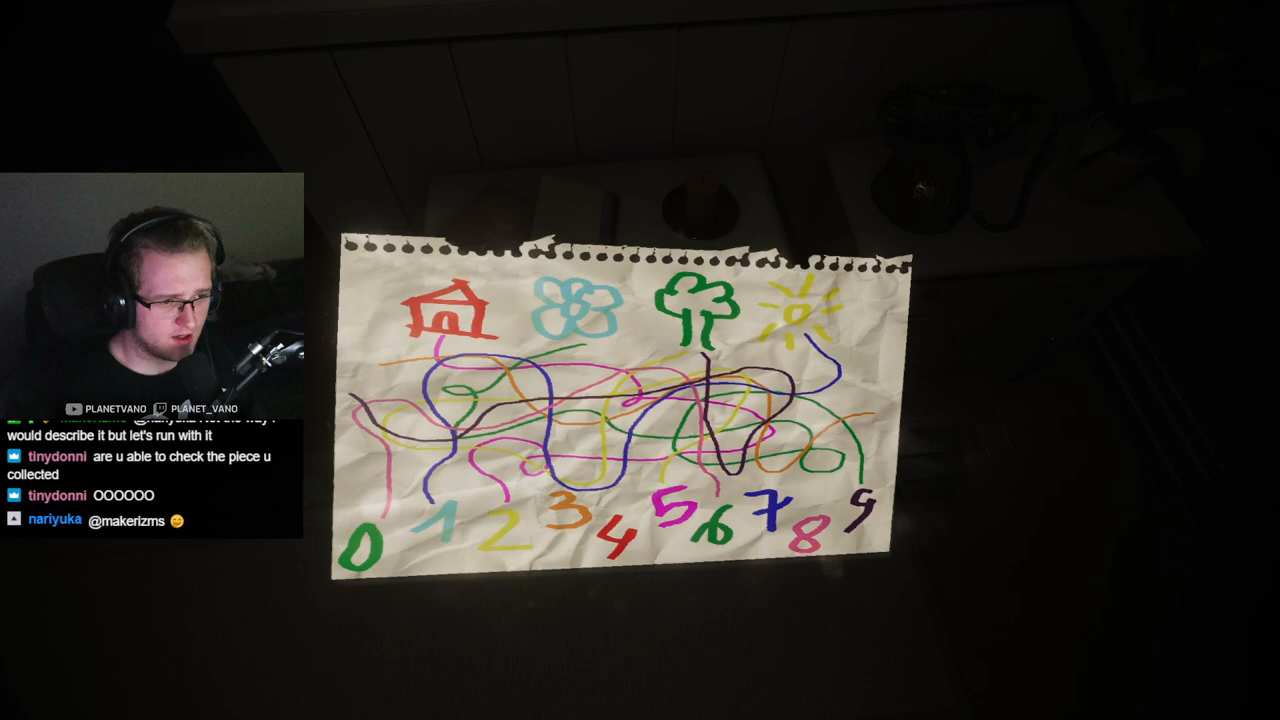 PLANETVANO PLANET_VANO
would describe it but let's run with it
tinydonni are u able to check the piece u
collected
tinydonni OOOOOO
nariyuka @makerizms 😊
0 1 2 3 4 5 6 7 8 9